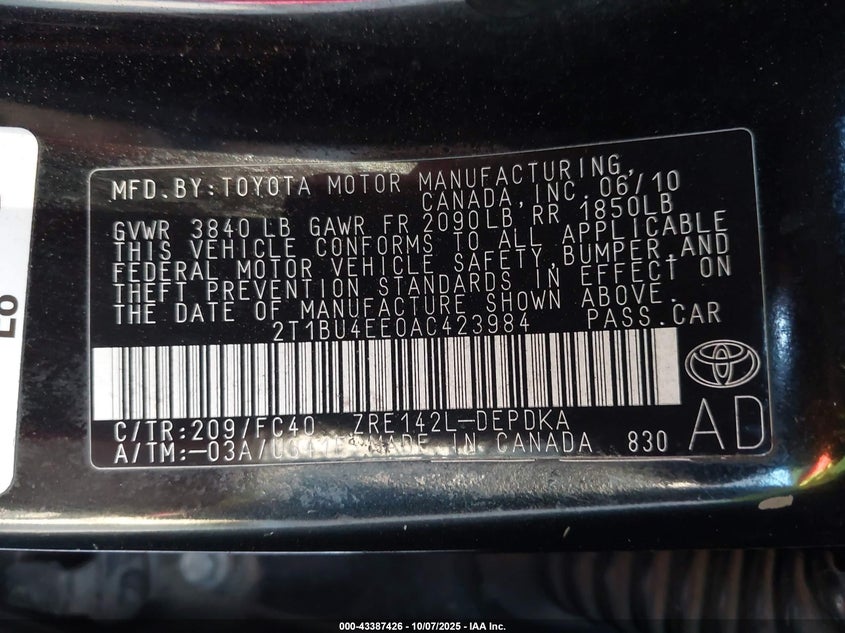 MFD. BY: TOYOTA MOTOR MANUFACTURING,
CANADA, INC. 06/10
GVWR 3840 LB GAWR FR 2090LB RR 1850LB
THIS VEHICLE CONFORMS TO ALL APPLICABLE
FEDERAL MOTOR VEHICLE SAFETY, BUMPER, AND
THEFT PREVENTION STANDARDS IN EFFECT ON
THE DATE OF MANUFACTURE SHOWN ABOVE.
2T1BU4EE0AC423984 PASS. CAR
C/TR: 209/FC40 ZRE142L-DEPDKA AD
A/TM: -03A/ MADE IN CANADA 830
000-43387426 - 10/07/2025 - IAA Inc.